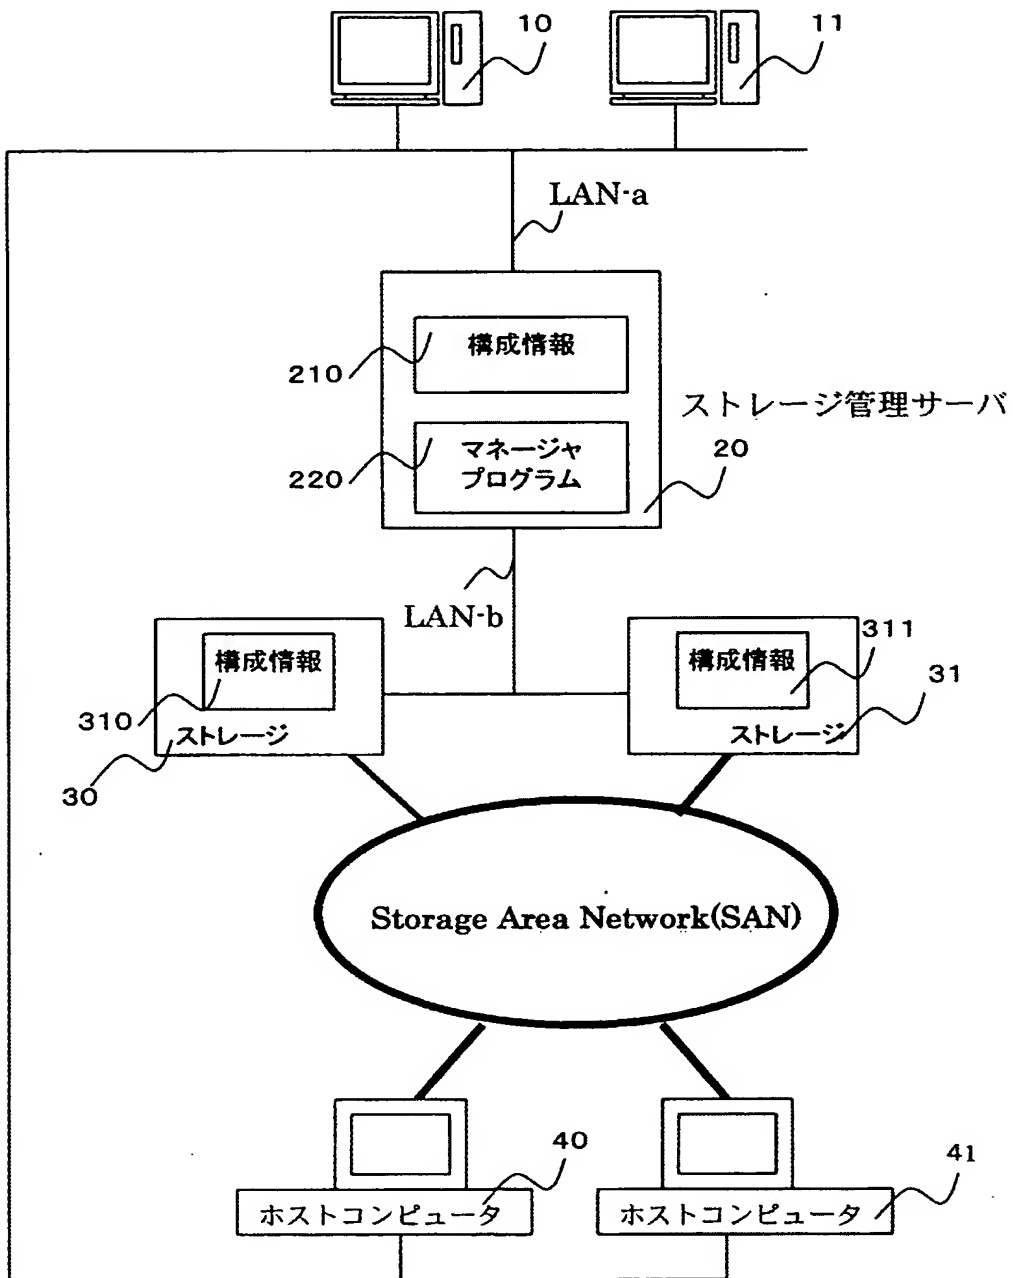 10
11
LAN-a
構成情報
210
ストレージ管理サーバ
マネージャ
プログラム
220
20
LAN-b
構成情報
310
ストレージ
30
構成情報
311
31
ストレージ
Storage Area Network(SAN)
40
ホストコンピュータ
41
ホストコンピュータ